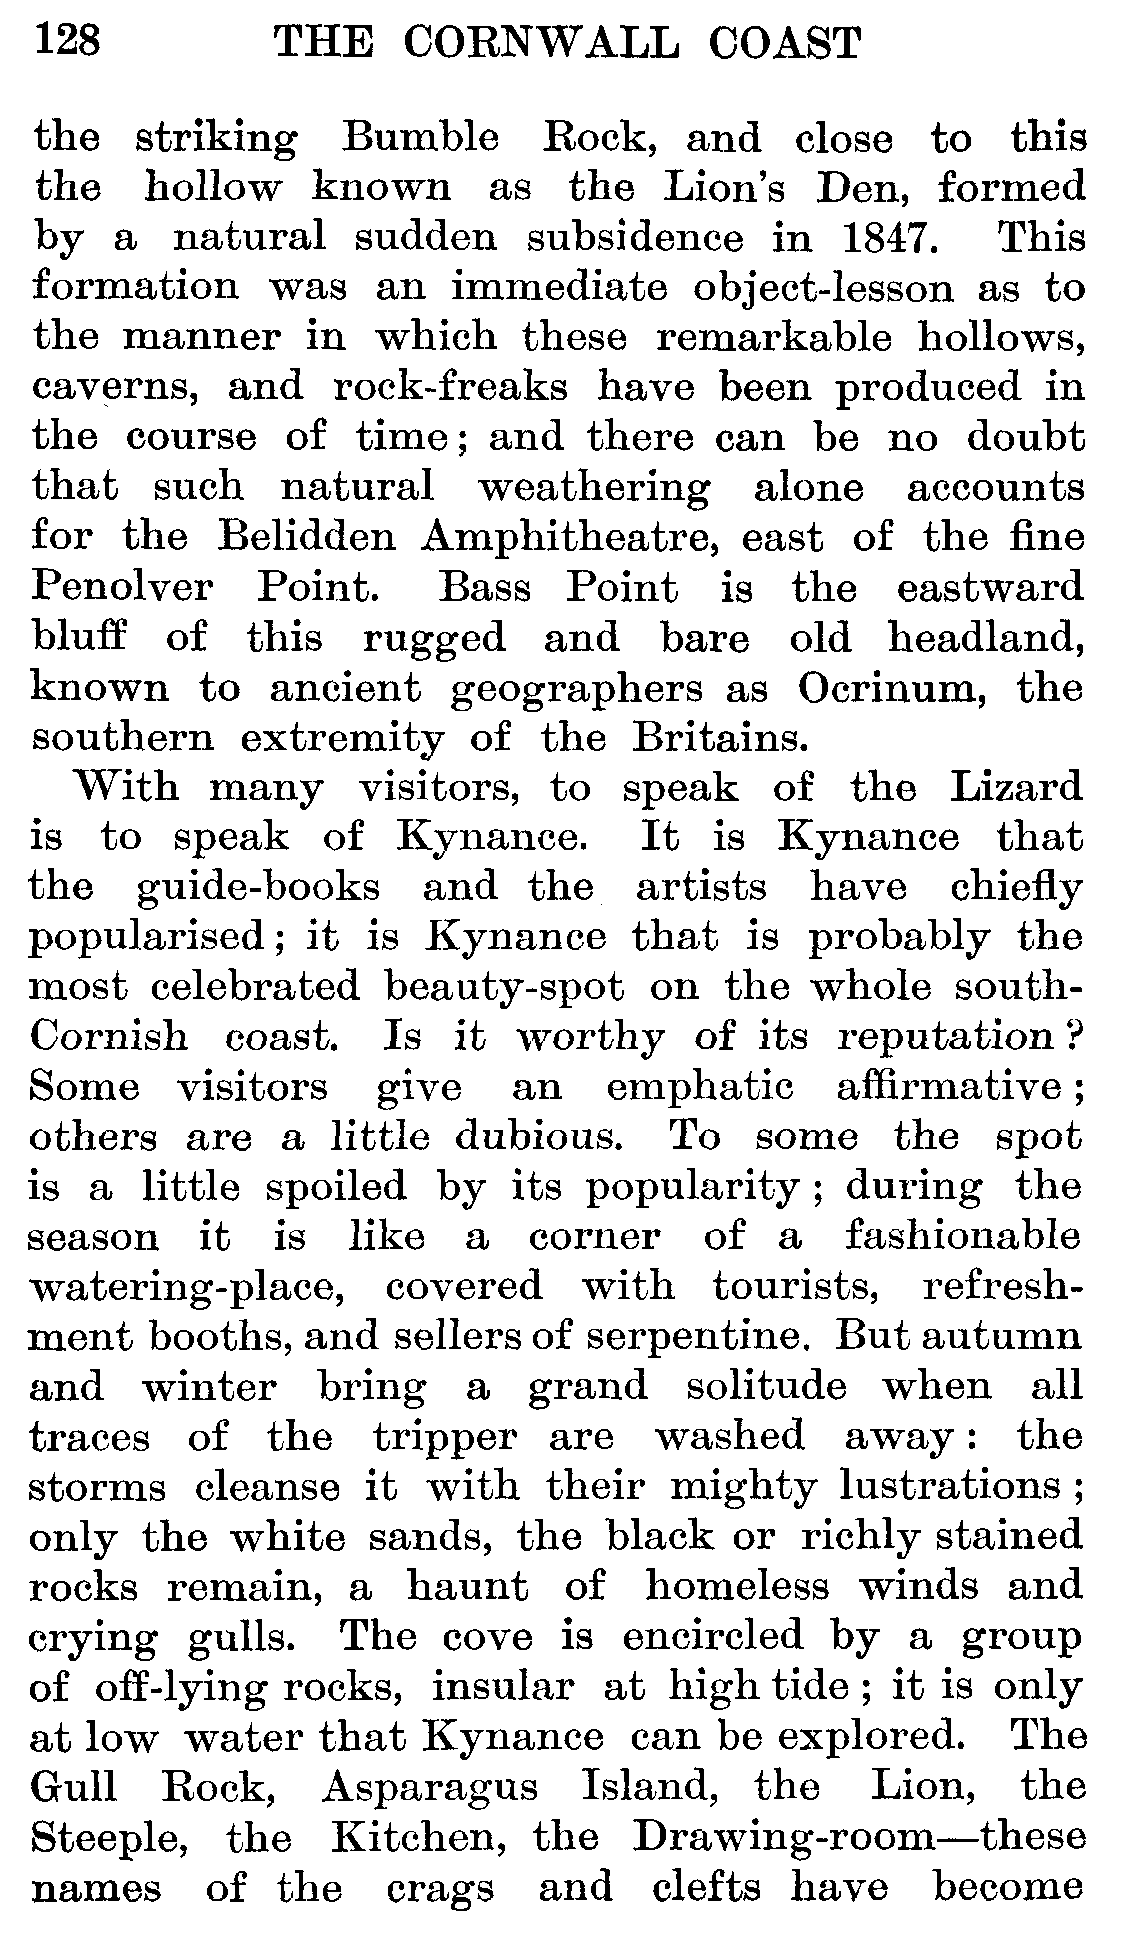 128 THE CORNWALL COAST
the striking Bumble Rock, and close to this
the hollow known as the Lion's Den, formed
by a natural sudden subsidence in 1847. This
formation was an immediate object-lesson as to
the manner in which these remarkable hollows,
caverns, and rock-freaks have been produced in
the course of time; and there can be no doubt
that such natural weathering alone accounts
for the Belidden Amphitheatre, east of the fine
Penolver Point. Bass Point is the eastward
bluff of this rugged and bare old headland,
known to ancient geographers as Ocrinum, the
southern extremity of the Britains.
With many visitors, to speak of the Lizard
is to speak of Kynance. It is Kynance that
the guide-books and the artists have chiefly
popularised; it is Kynance that is probably the
most celebrated beauty-spot on the whole south-
Cornish coast. Is it worthy of its reputation?
Some visitors give an emphatic affirmative;
others are a little dubious. To some the spot
is a little spoiled by its popularity; during the
season it is like a corner of a fashionable
watering-place, covered with tourists, refresh-
ment booths, and sellers of serpentine. But autumn
and winter bring a grand solitude when all
traces of the tripper are washed away: the
storms cleanse it with their mighty lustrations;
only the white sands, the black or richly stained
rocks remain, a haunt of homeless winds and
crying gulls. The cove is encircled by a group
of off-lying rocks, insular at high tide; it is only
at low water that Kynance can be explored. The
Gull Rock, Asparagus Island, the Lion, the
Steeple, the Kitchen, the Drawing-room—these
names of the crags and clefts have become